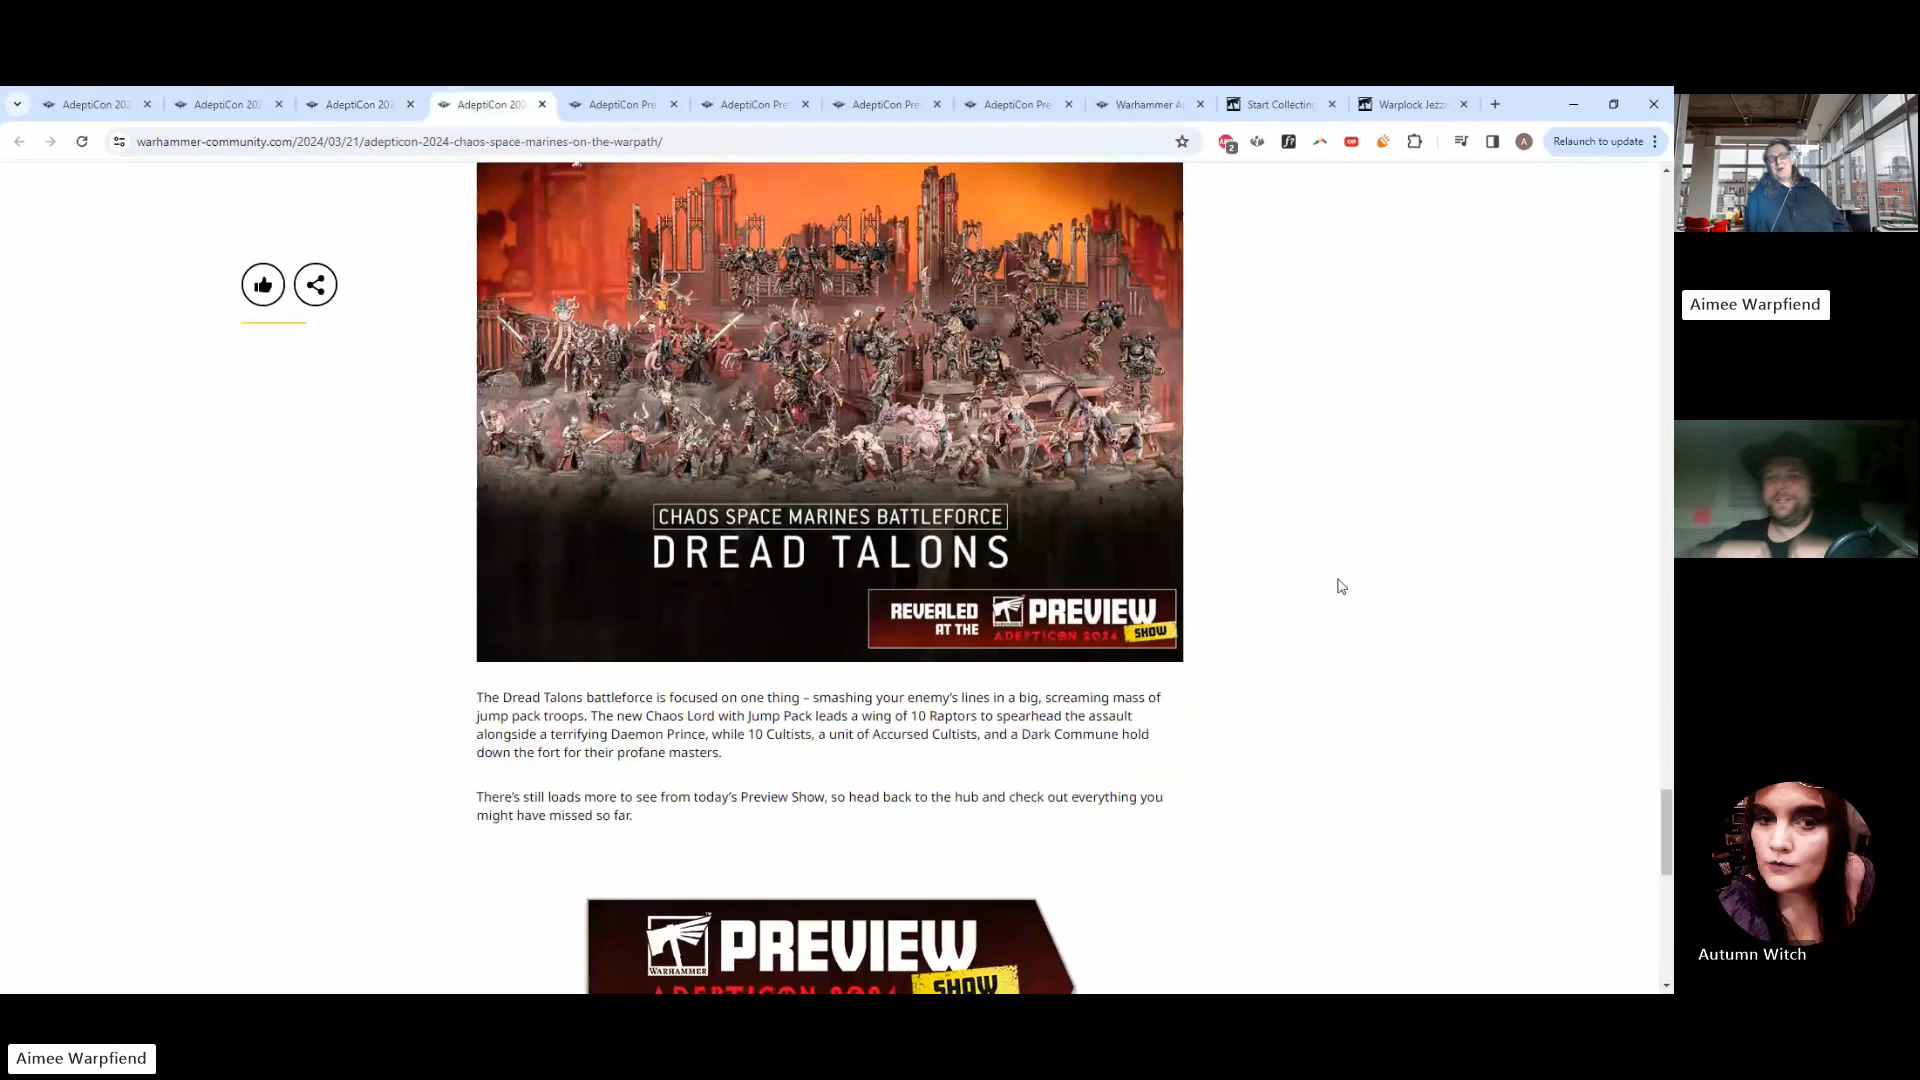 AdeptiCon 202
AdeptiCon 202
AdeptiCon 202
AdeptiCon 202
AdeptiCon Pre
AdeptiCon Pre
AdeptiCon Pre
AdeptiCon Pre
Warhammer A
Start Collecting
Warplock Jezz
warhammer-community.com/2024/03/21/adepticon-2024-chaos-space-marines-on-the-warpath/
2
A
Relaunch to update
CHAOS SPACE MARINES BATTLEFORCE
DREAD TALONS
REVEALED
AT THE
PREVIEW
ADEPTICON 2024
SHOW
The Dread Talons battleforce is focused on one thing – smashing your enemy’s lines in a big, screaming mass of
jump pack troops. The new Chaos Lord with Jump Pack leads a wing of 10 Raptors to spearhead the assault
alongside a terrifying Daemon Prince, while 10 Cultists, a unit of Accursed Cultists, and a Dark Commune hold
down the fort for their profane masters.
There’s still loads more to see from today’s Preview Show, so head back to the hub and check out everything you
might have missed so far.
WARHAMMER
PREVIEW
ADEPTICON 2024
SHOW
Aimee Warpfiend
Autumn Witch
Aimee Warpfiend